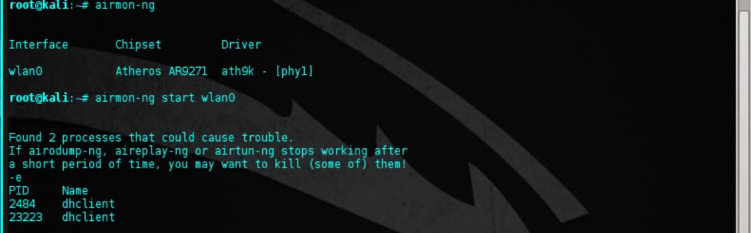 root@kali:~# airmon-ng
Interface Chipset Driver
wlan0 Atheros AR9271 ath9k - [phy1]
root@kali:~# airmon-ng start wlan0
Found 2 processes that could cause trouble.
If airodump-ng, aireplay-ng or airtun-ng stops working after
a short period of time, you may want to kill (some of) them!
-e
PID Name
2484 dhclient
23223 dhclient